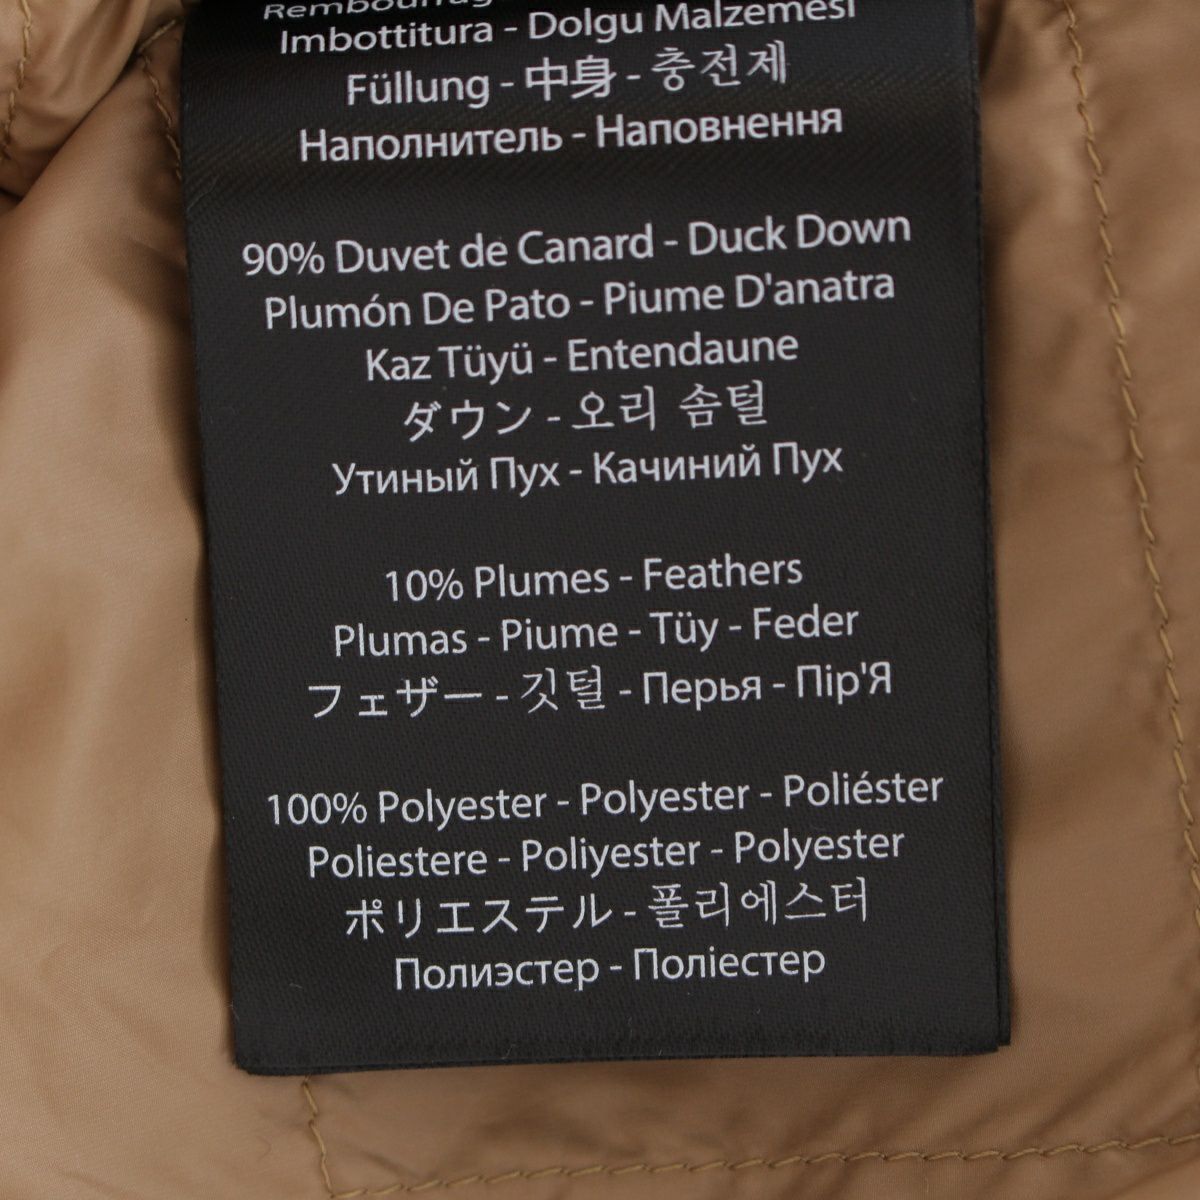 Imbottitura - Dolgu Malzemesi
Füllung - 中身 - 충전제
Наполнитель - Наповнення
90% Duvet de Canard - Duck Down
Plumón De Pato - Piume D'anatra
Kaz Tüyü - Entendaune
ダウン - 오리 솜털
Утиный Пух - Качиний Пух
10% Plumes - Feathers
Plumas - Piume - Tüy - Feder
フェザー - 깃털 - Перья - Пір'Я
100% Polyester - Polyester - Poliéster
Poliestere - Poliyester - Polyester
ポリエステル - 폴리에스터
Полиэстер - Поліестер